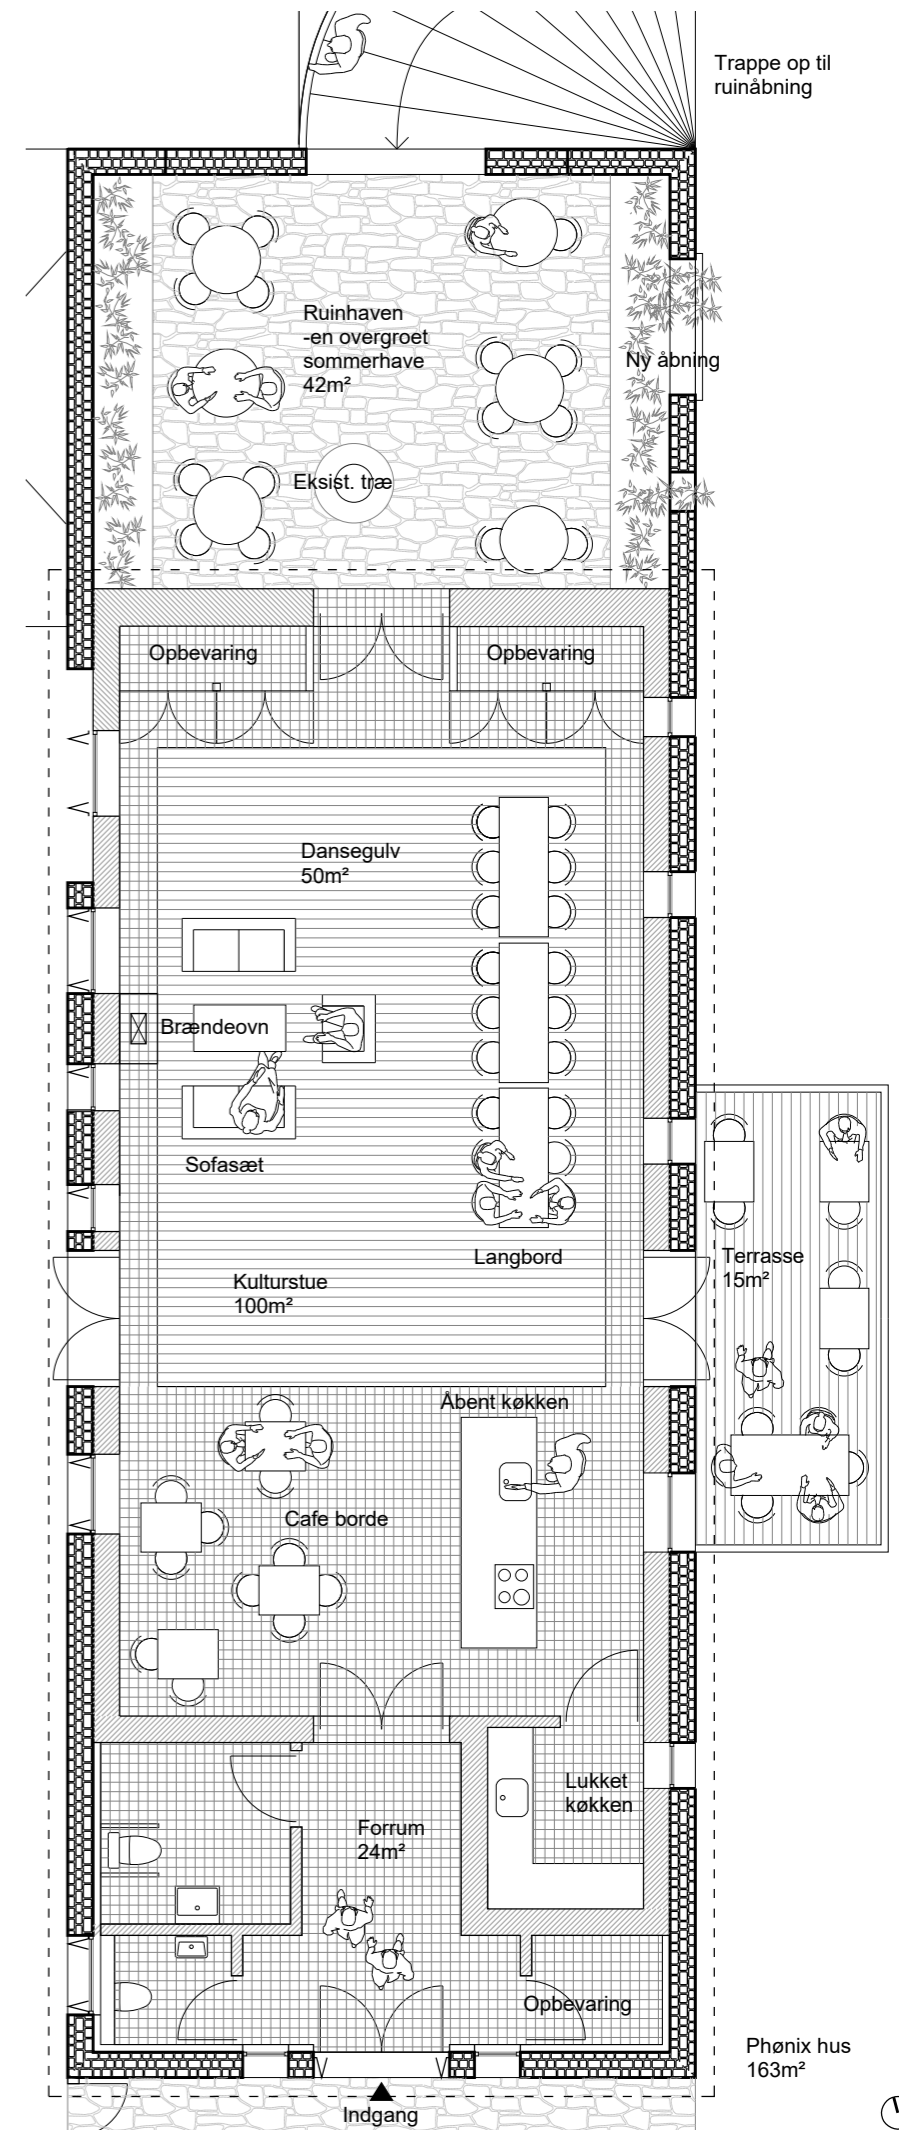 Trappe op til
ruinåbning
Ruinhaven
-en overgroet
sommerhave
42m²
Ny åbning
Eksist. træ
Opbevaring
Opbevaring
Dansegulv
50m²
Brændeovn
Sofasæt
Langbord
Terrasse
15m²
Kulturstue
100m²
Åbent køkken
Cafe borde
Lukket
køkken
Forrum
24m²
Opbevaring
Phønix hus
163m²
Indgang